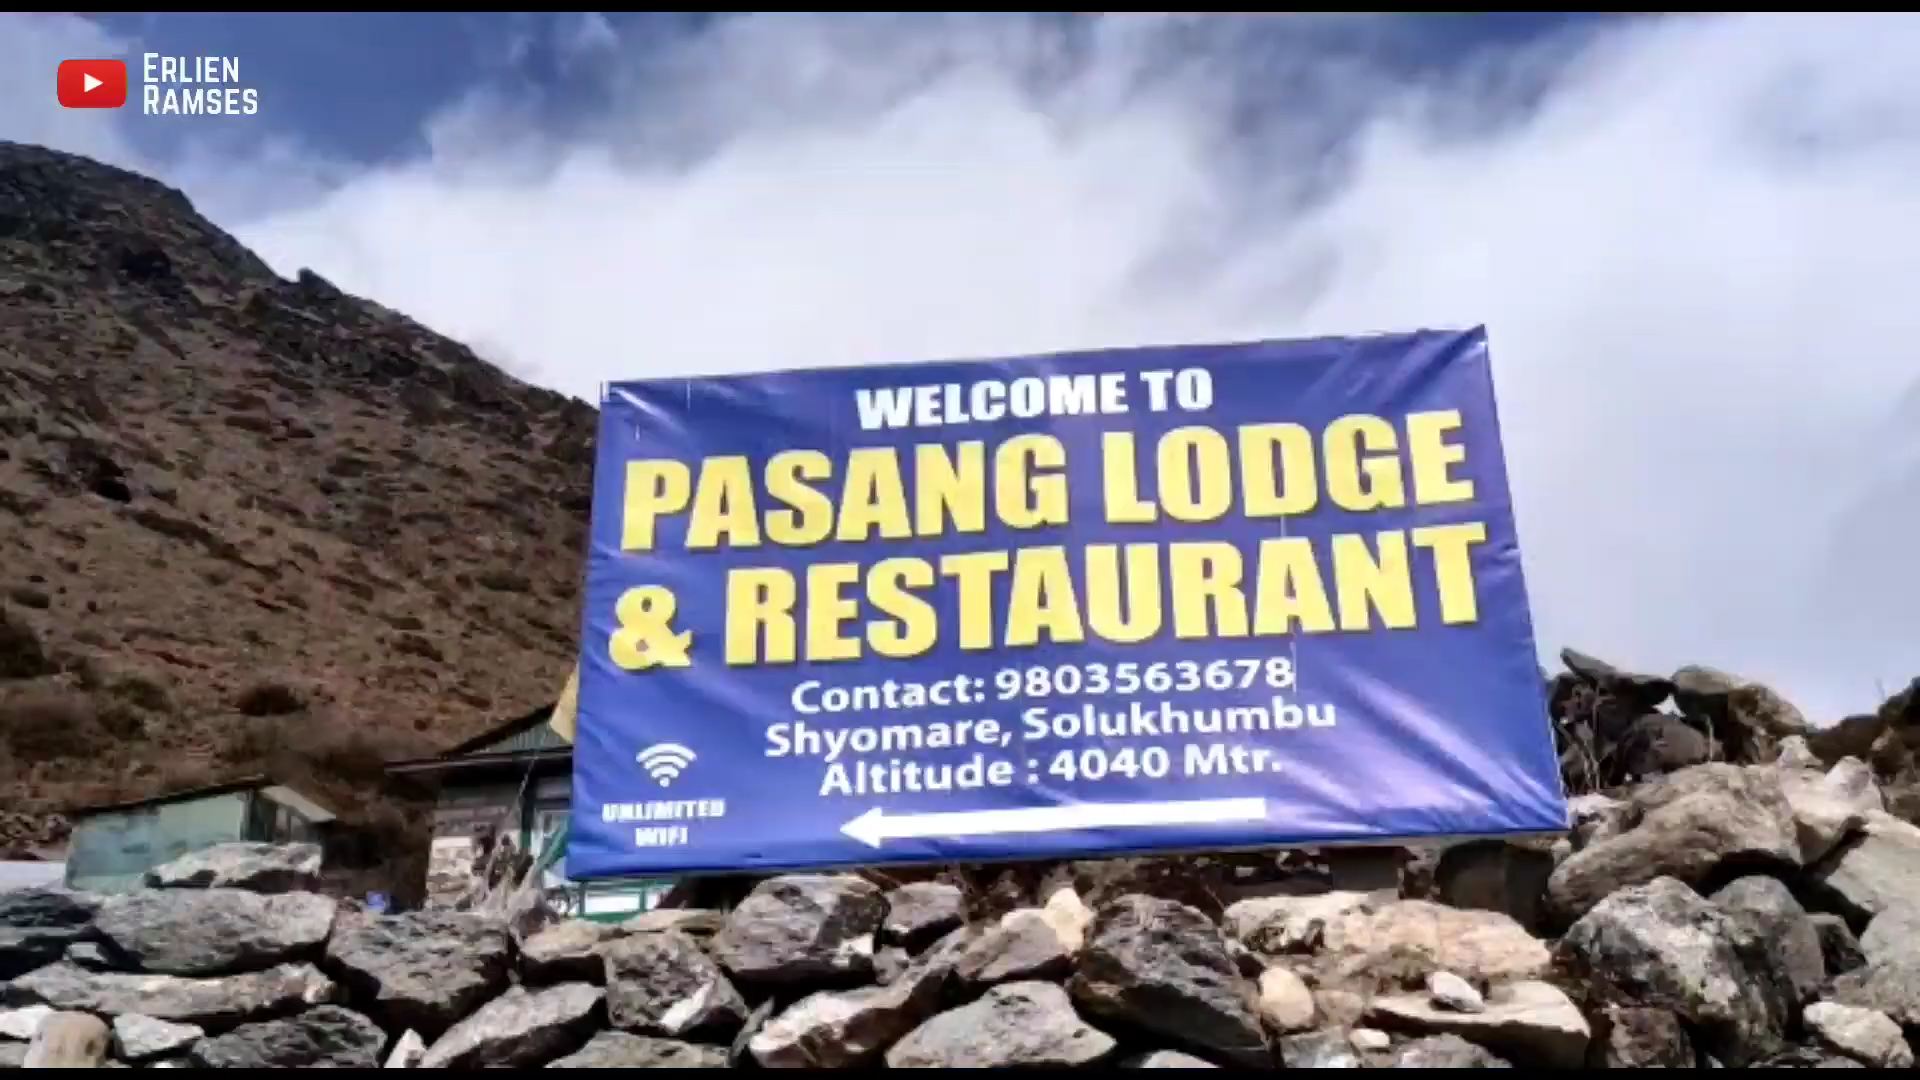 ERLIEN
RAMSES
WELCOME TO
PASANG LODGE
& RESTAURANT
Contact: 9803563678
Shyomare, Solukhumbu
Altitude : 4040 Mtr.
UNLIMITED
WIFI